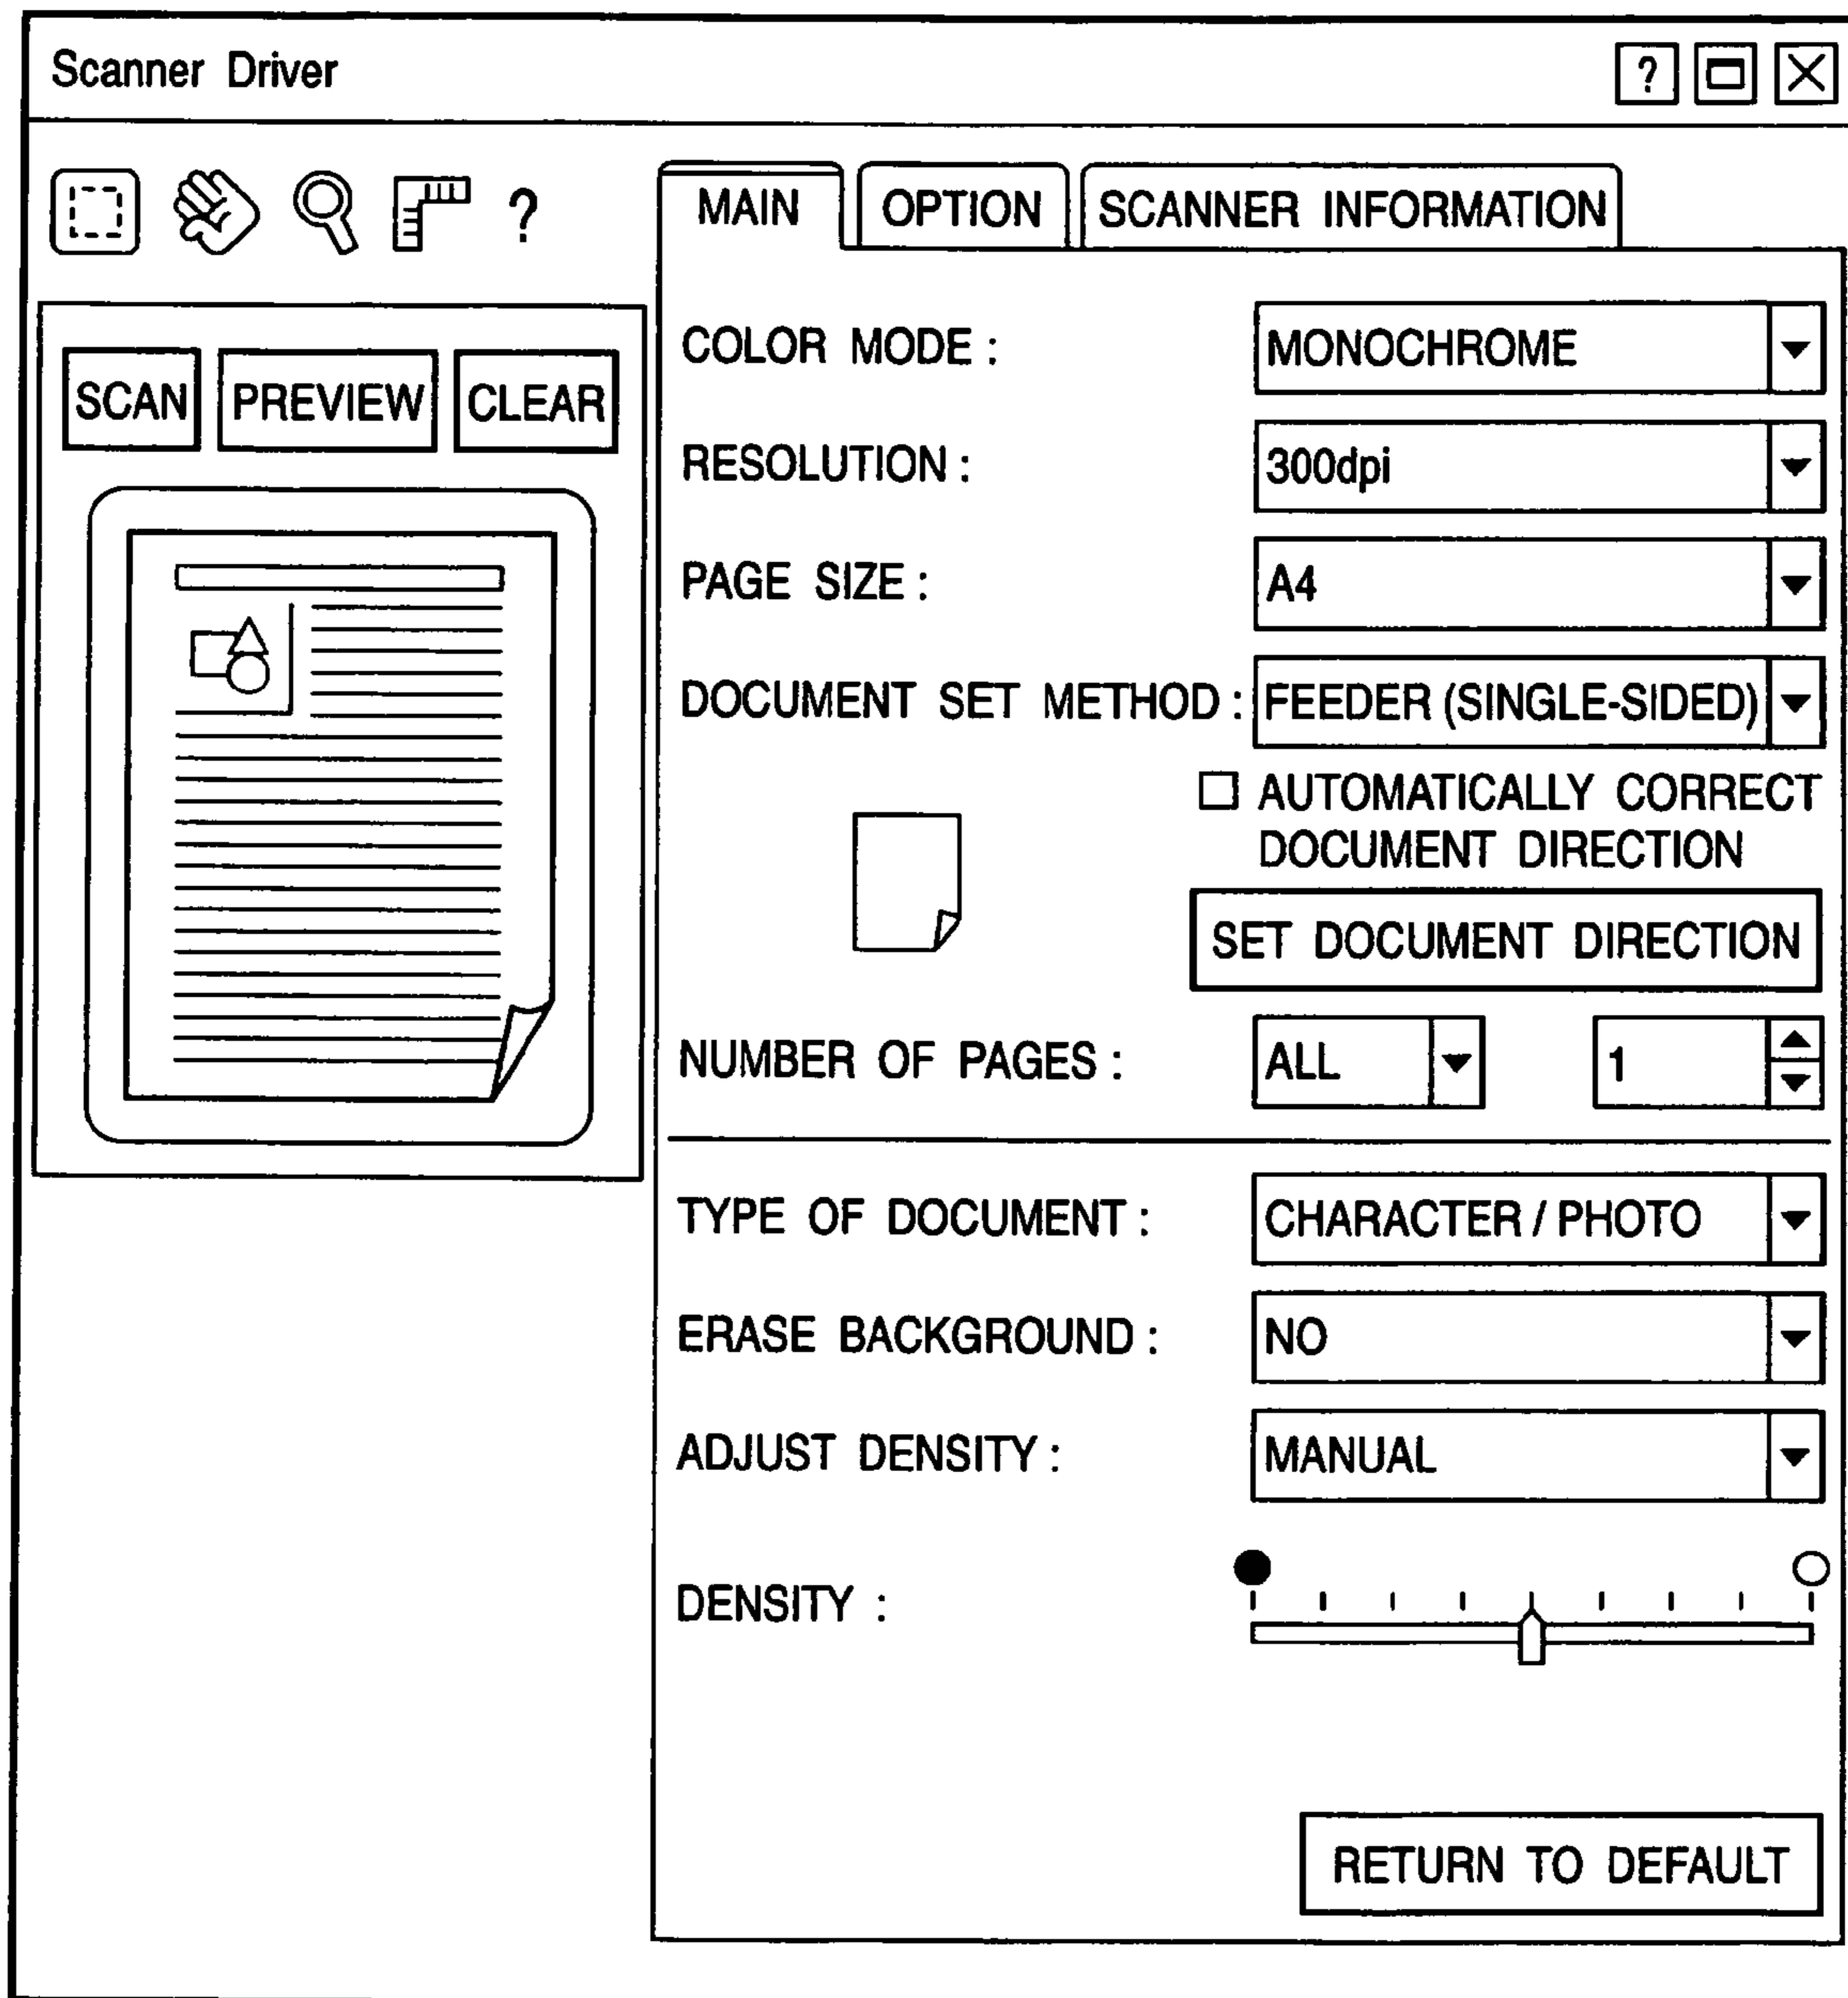 Scanner Driver ?
?
MAIN OPTION SCANNER INFORMATION
SCAN PREVIEW CLEAR
COLOR MODE : MONOCHROME
RESOLUTION : 300dpi
PAGE SIZE : A4
DOCUMENT SET METHOD : FEEDER (SINGLE-SIDED)
AUTOMATICALLY CORRECT
DOCUMENT DIRECTION
SET DOCUMENT DIRECTION
NUMBER OF PAGES : ALL 1
TYPE OF DOCUMENT : CHARACTER / PHOTO
ERASE BACKGROUND : NO
ADJUST DENSITY : MANUAL
DENSITY :
RETURN TO DEFAULT